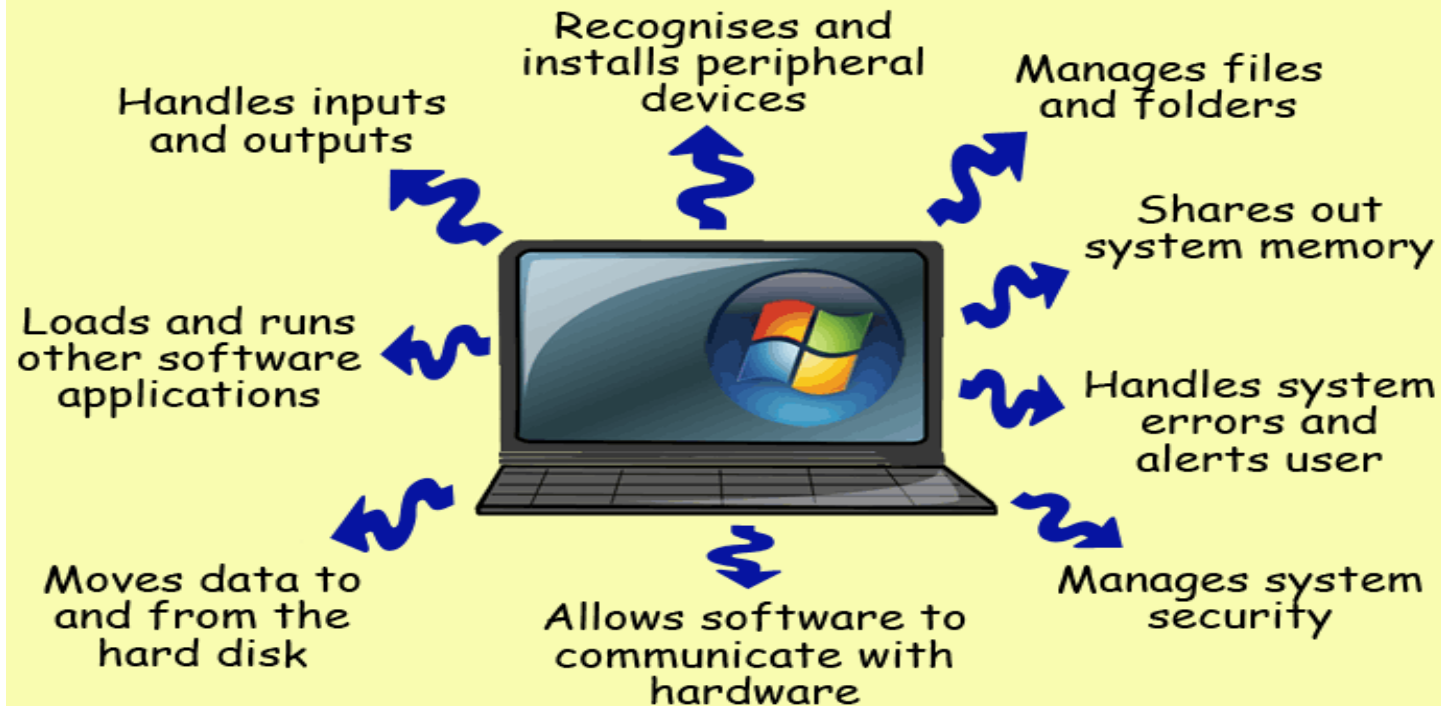 Recognises and
installs peripheral
devices
Manages files
and folders
Handles inputs
and outputs
Shares out
system memory
Loads and runs
other software
applications
Handles system
errors and
alerts user
Moves data to
and from the
hard disk
Allows software to
communicate with
hardware
Manages system
security